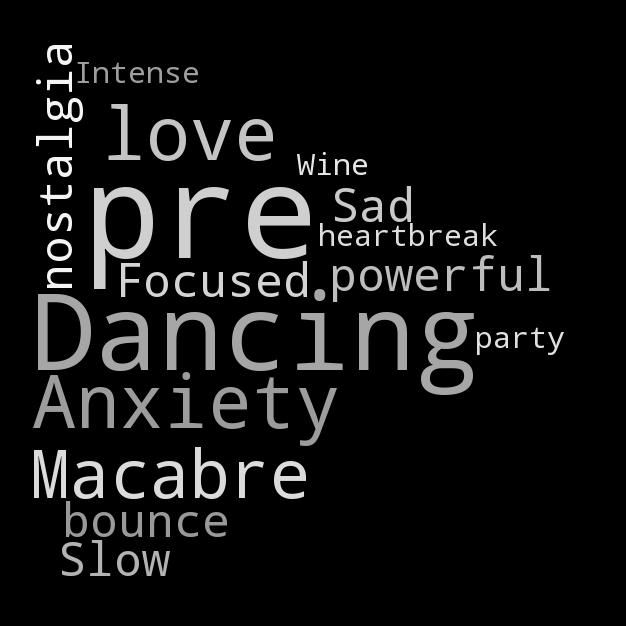 nostalgia
Intense
love
Wine
pre
Sad
heartbreak
Focused
powerful
Dancing
party
Anxiety
Macabre
bounce
Slow